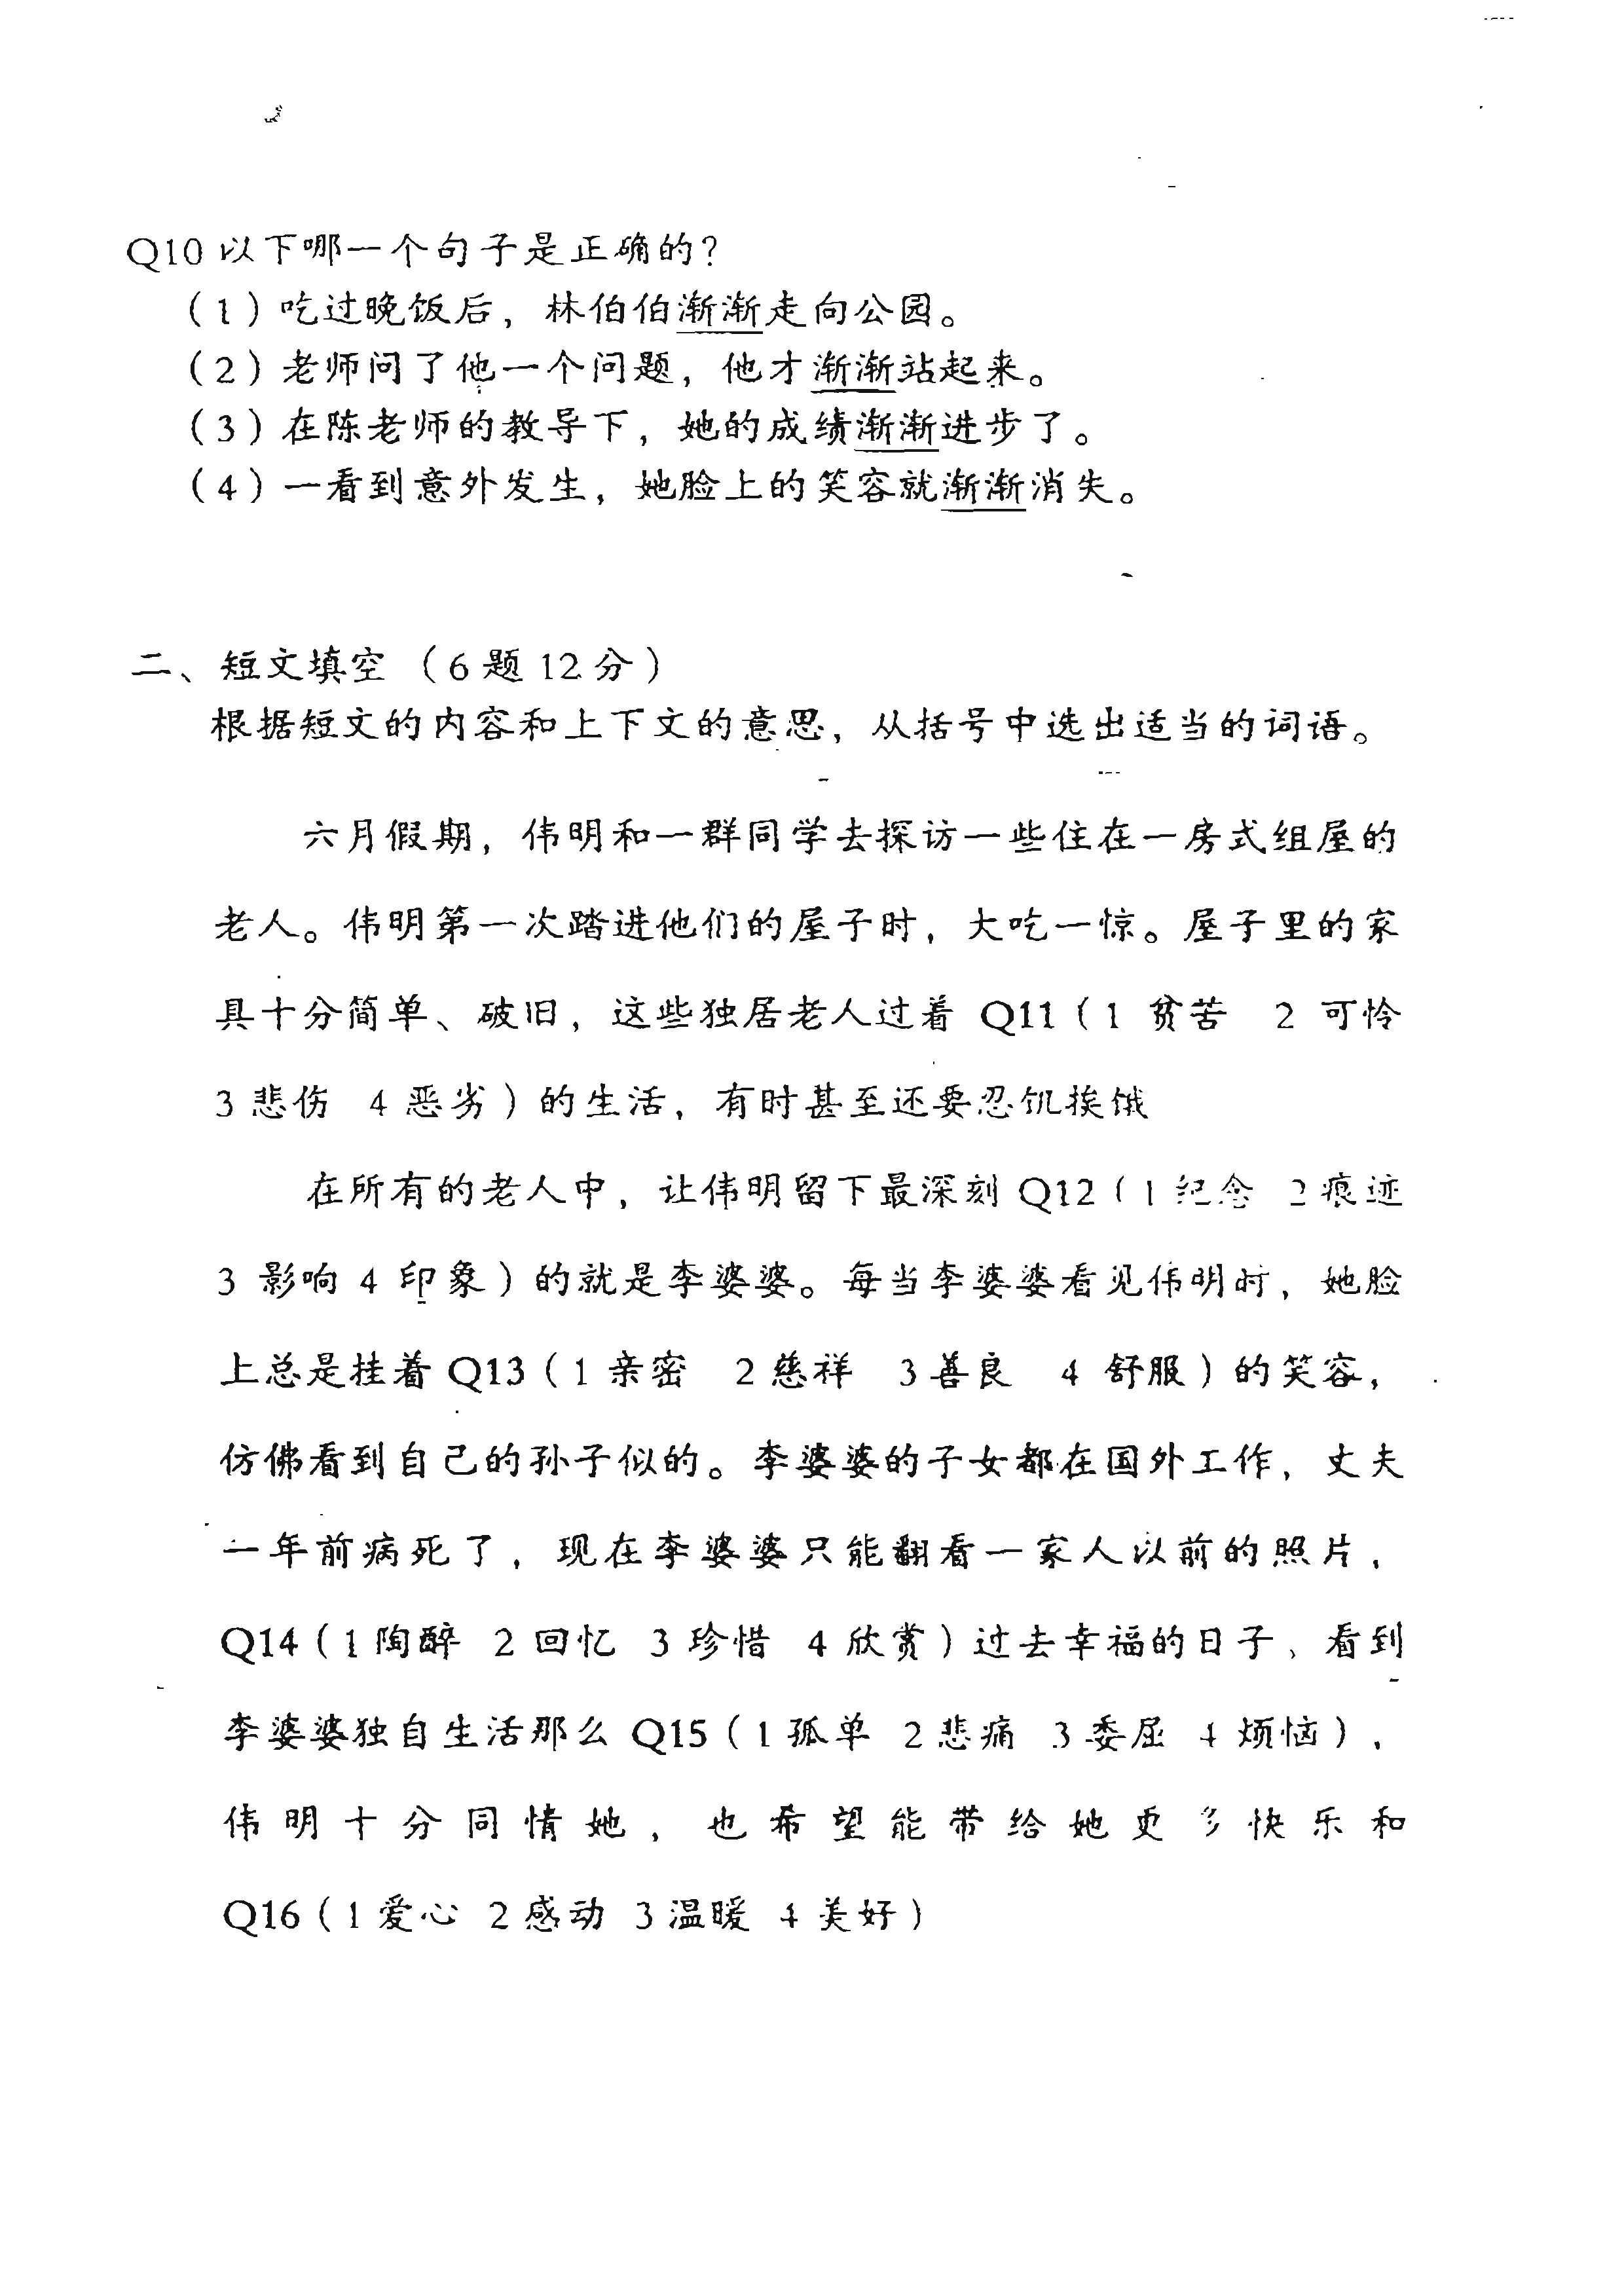 Q10 以下哪一个句子是正确的？
（1）吃过晚饭后，林伯伯渐渐走向公园。
（2）老师问了他一个问题，他才渐渐站起来。
（3）在陈老师的教导下，她的成绩渐渐进步了。
（4）一看到意外发生，她脸上的笑容就渐渐消失。
二、短文填空（6题12分）
根据短文的内容和上下文的意思，从括号中选出适当的词语。
六月假期，伟明和一群同学去探访一些住在一房式组屋的
老人。伟明第一次踏进他们的屋子时，大吃一惊。屋子里的家
具十分简单、破旧，这些独居老人过着 Q11（1 贫苦 2 可怜
3 悲伤 4 恶劣）的生活，有时甚至还要忍饥挨饿
在所有的老人中，让伟明留下最深刻 Q12（1 纪念 2 痕迹
3 影响 4 印象）的就是李婆婆。每当李婆婆看见伟明时，她脸
上总是挂着 Q13（1 亲密 2 慈祥 3 善良 4 舒服）的笑容，
仿佛看到自己的孙子似的。李婆婆的子女都在国外工作，丈夫
一年前病死了，现在李婆婆只能翻看一家人以前的照片，
Q14（1 陶醉 2 回忆 3 珍惜 4 欣赏）过去幸福的日子、看到
李婆婆独自生活那么 Q15（1 孤单 2 悲痛 3 委屈 4 烦恼），
伟明十分同情她，也希望能带给她更多快乐和
Q16（1 爱心 2 感动 3 温暖 4 美好）